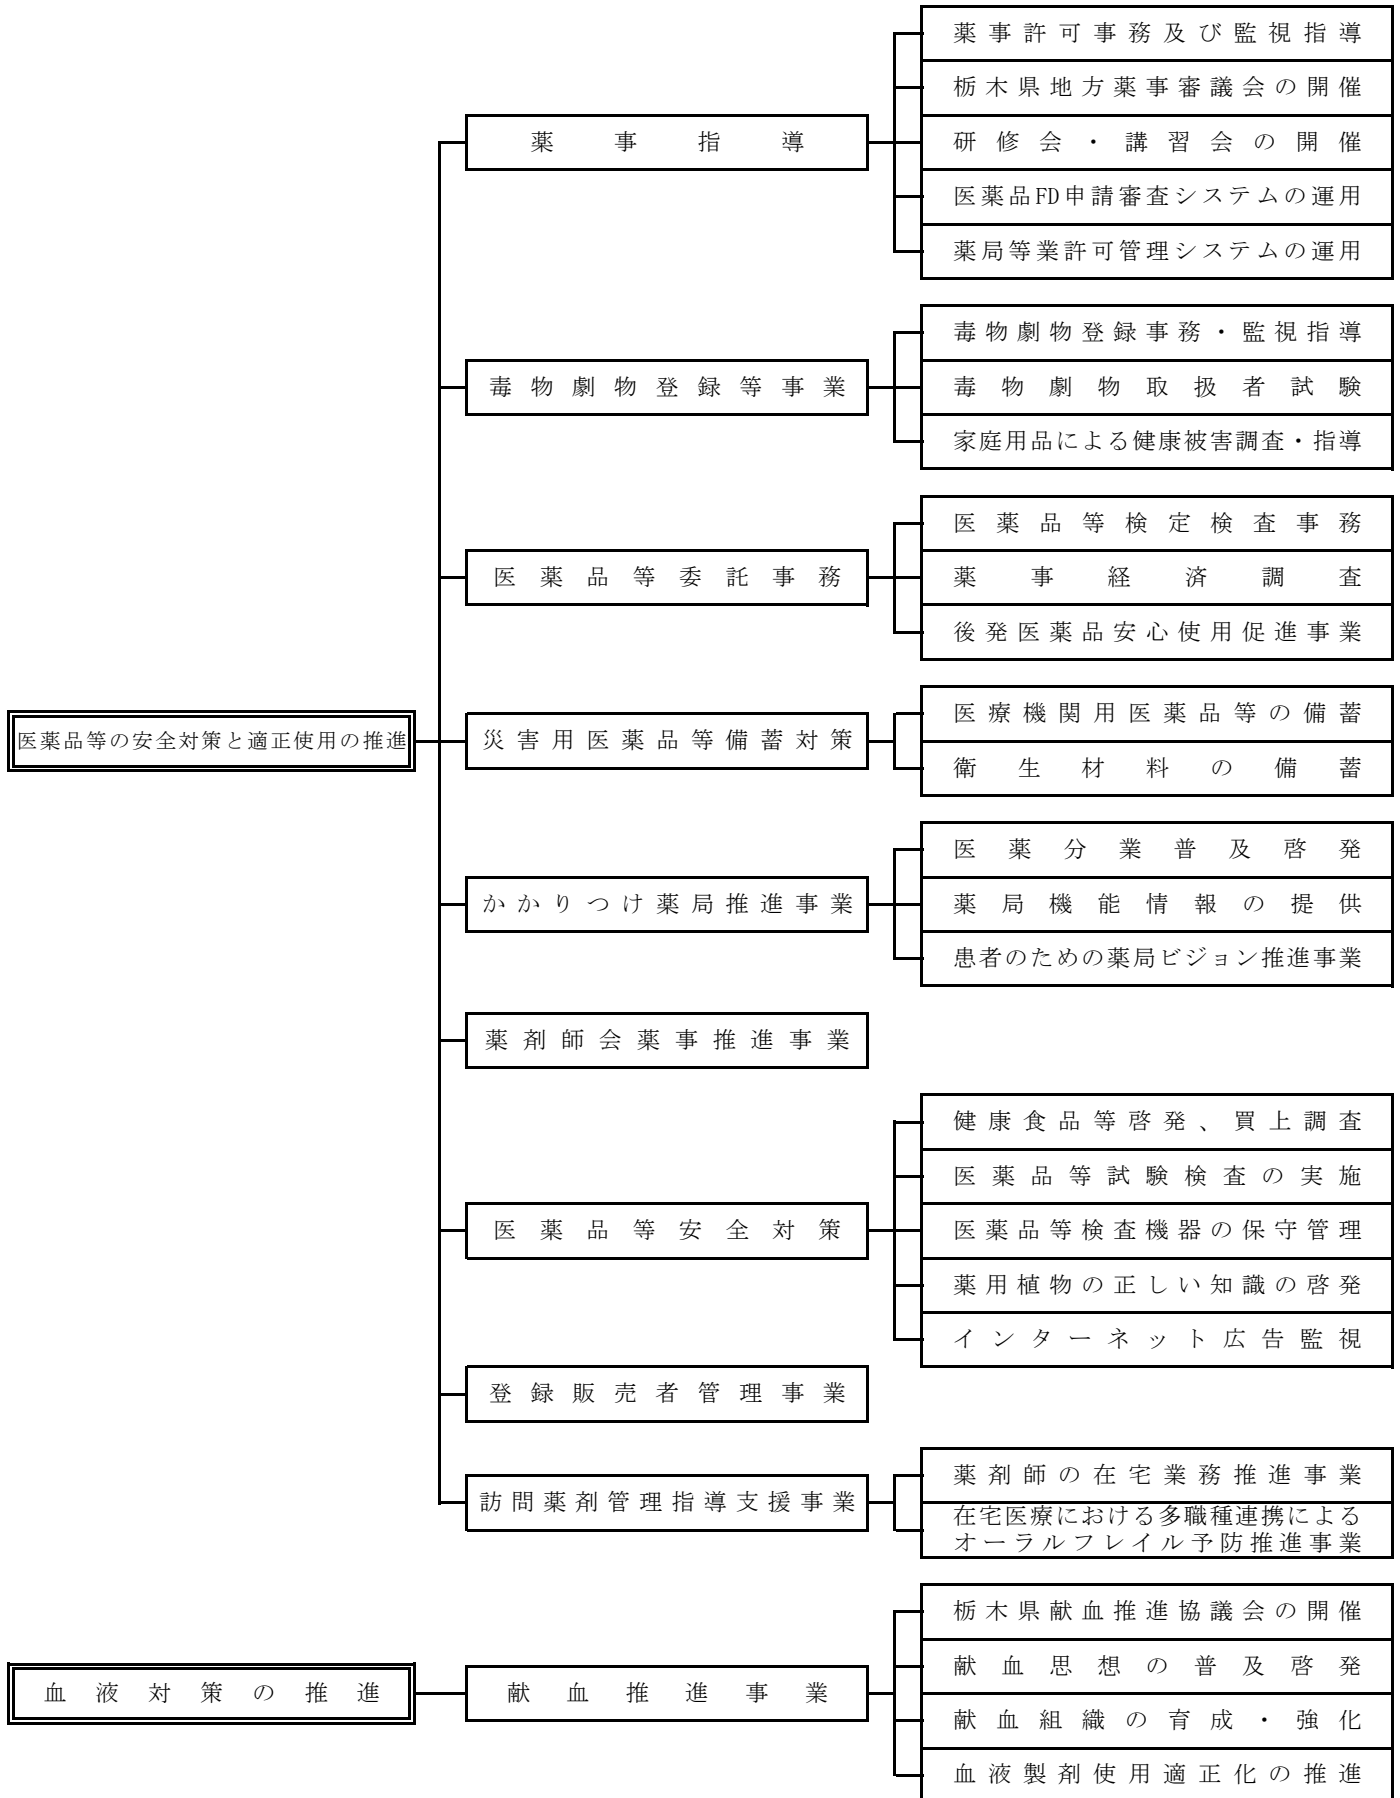 医薬品等の安全対策と適正使用の推進
薬事指導
薬事許可事務及び監視指導
栃木県地方薬事審議会の開催
研修会・講習会の開催
医薬品FD申請審査システムの運用
薬局等業許可管理システムの運用
毒物劇物登録等事業
毒物劇物登録事務・監視指導
毒物劇物取扱者試験
家庭用品による健康被害調査・指導
医薬品等委託事務
医薬品等検定検査事務
薬事経済調査
後発医薬品安心使用促進事業
災害用医薬品等備蓄対策
医療機関用医薬品等の備蓄
衛生材料の備蓄
かかりつけ薬局推進事業
医薬分業普及啓発
薬局機能情報の提供
患者のための薬局ビジョン推進事業
薬剤師会薬事推進事業
医薬品等安全対策
健康食品等啓発、買上調査
医薬品等試験検査の実施
医薬品等検査機器の保守管理
薬用植物の正しい知識の啓発
インターネット広告監視
登録販売者管理事業
訪問薬剤管理指導支援事業
薬剤師の在宅業務推進事業
在宅医療における多職種連携による
オーラルフレイル予防推進事業
血液対策の推進
献血推進事業
栃木県献血推進協議会の開催
献血思想の普及啓発
献血組織の育成・強化
血液製剤使用適正化の推進